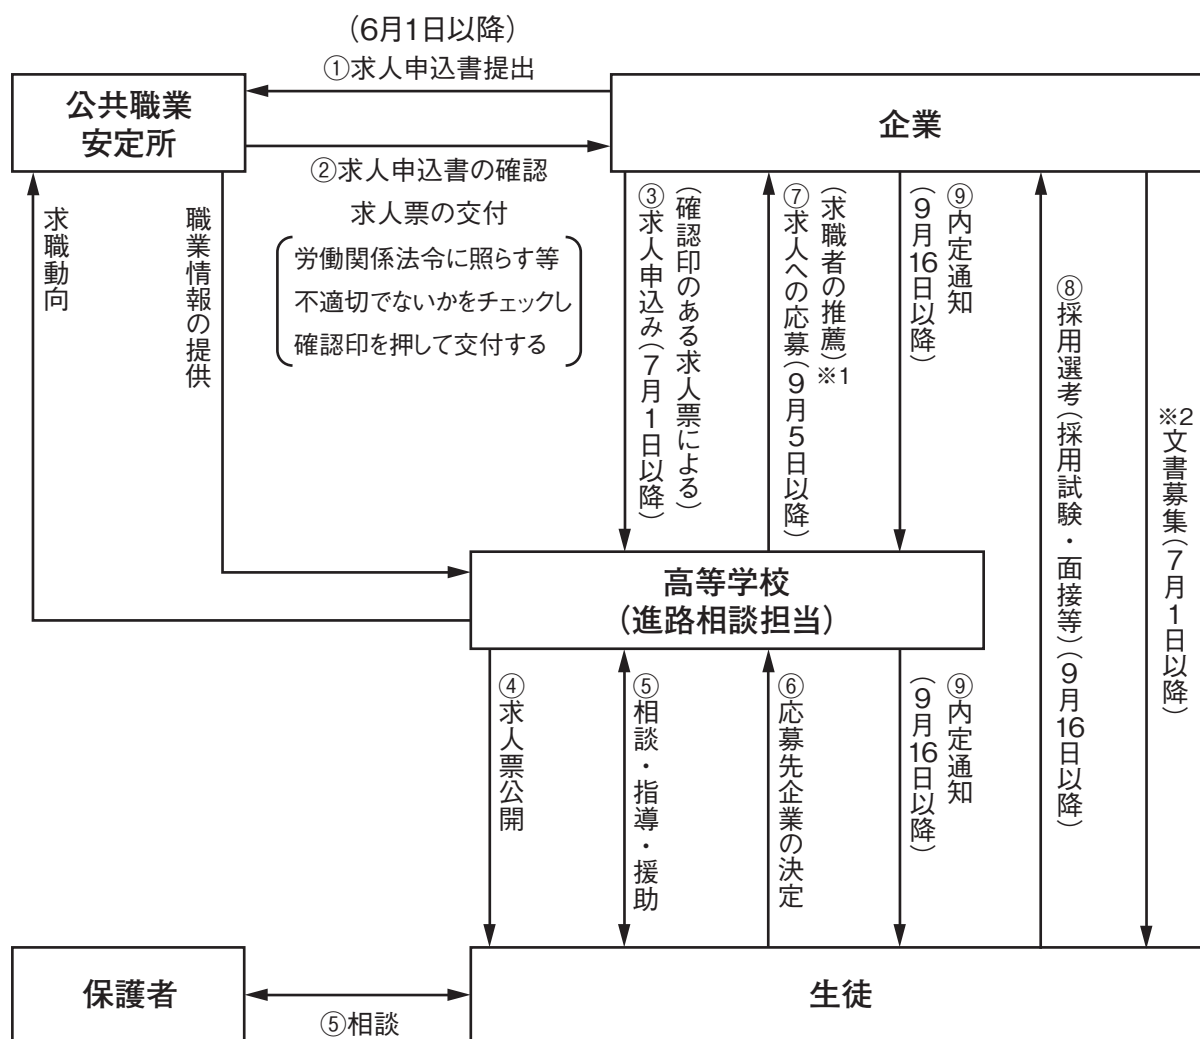 (6月1日以降)
①求人申込書提出
公共職業
安定所
企業
②求人申込書の確認
求人票の交付
労働関係法令に照らす等
不適切でないかをチェックし
確認印を押して交付する
求職動向
職業情報の提供
③求人申込み(7月1日以降)
(確認印のある求人票による)
⑦求人への応募(9月5日以降)
(求職者の推薦)※1
⑨内定通知
(9月16日以降)
⑧採用選考(採用試験・面接等)(9月16日以降)
※2文書募集(7月1日以降)
高等学校
(進路相談担当)
④求人票公開
⑤相談・指導・援助
⑥応募先企業の決定
⑨内定通知
(9月16日以降)
保護者
⑤相談
生徒